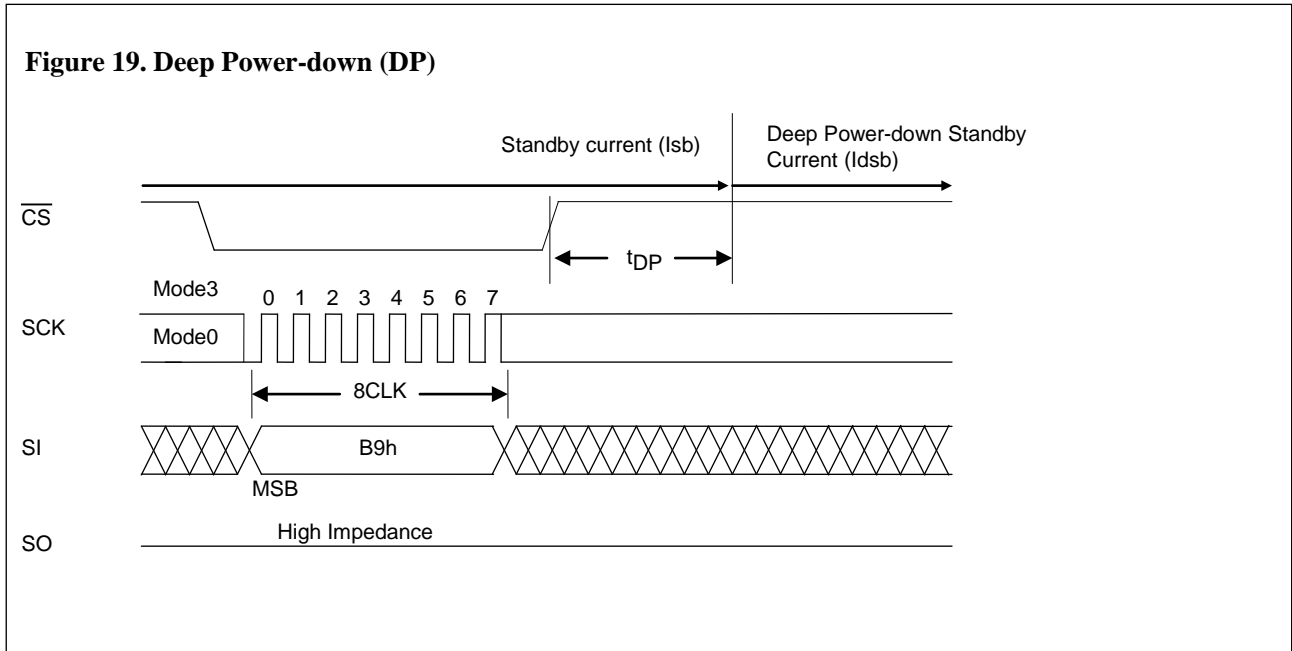 Figure 19. Deep Power-down (DP)
Standby current (Isb)
Deep Power-down Standby
Current (Idsb)
CS
tDP
Mode3
0 1 2 3 4 5 6 7
SCK
Mode0
8CLK
SI
B9h
MSB
High Impedance
SO